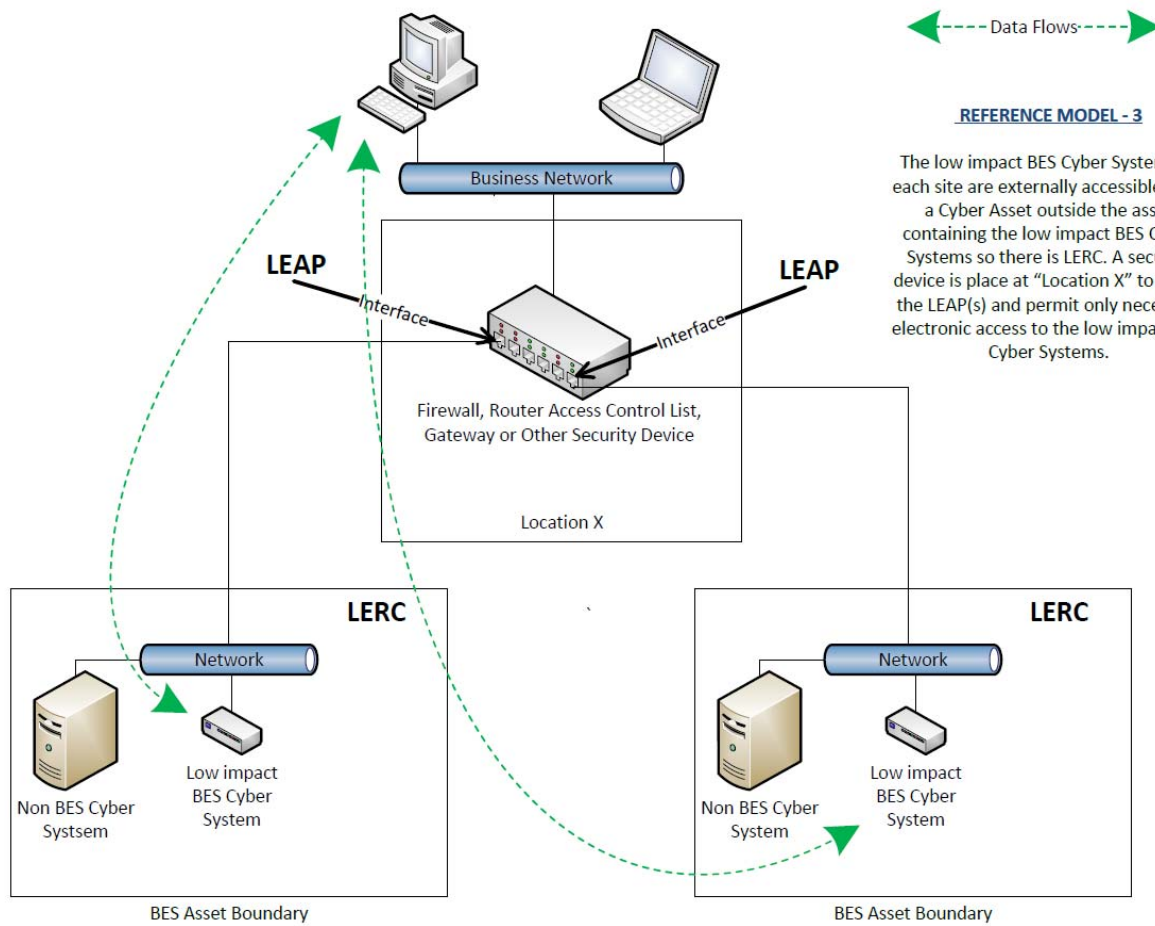 Data Flows
REFERENCE MODEL - 3
The low impact BES Cyber System
each site are externally accessible
a Cyber Asset outside the ass
containing the low impact BES C
Systems so there is LERC. A secu
device is place at “Location X” to
the LEAP(s) and permit only nece
electronic access to the low impa
Cyber Systems.
Business Network
LEAP
LEAP
Interface
Interface
Firewall, Router Access Control List,
Gateway or Other Security Device
Location X
LERC
LERC
Network
Network
Non BES Cyber
Systsem
Low impact
BES Cyber
System
Non BES Cyber
System
Low impact
BES Cyber
System
BES Asset Boundary
BES Asset Boundary